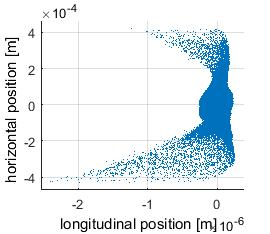 ×10⁻⁴
4
2
0
-2
-4
horizontal position [m]
-2 -1 0
longitudinal position [m] ×10⁻⁶